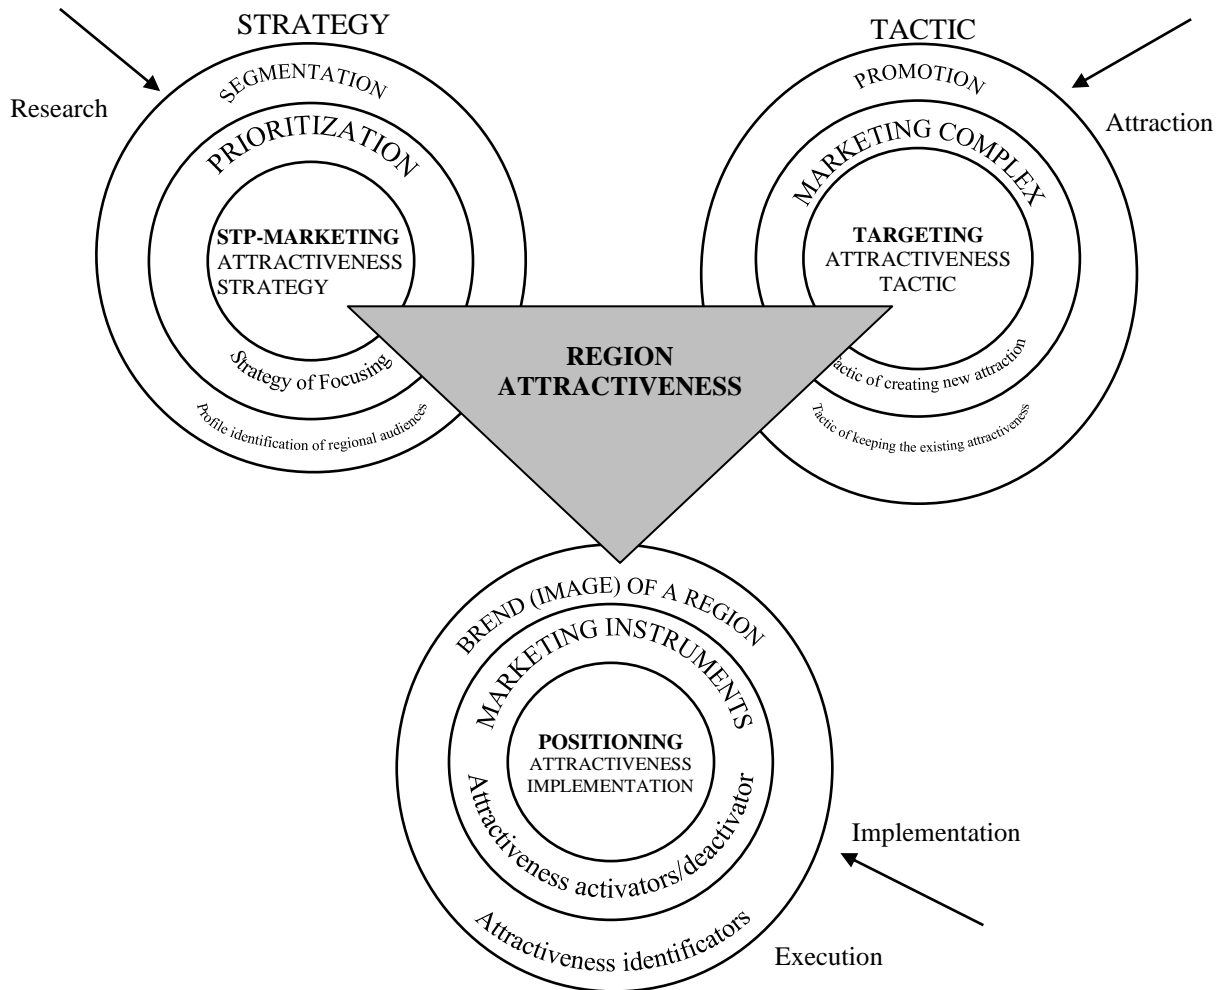 STRATEGY
Research
SEGMENTATION
PRIORITIZATION
STP-MARKETING
ATTRACTIVENESS
STRATEGY
Strategy of Focusing
Profile identification of regional audiences
TACTIC
Attraction
PROMOTION
MARKETING COMPLEX
TARGETING
ATTRACTIVENESS
TACTIC
Tactic of creating new attraction
Tactic of keeping the existing attractiveness
REGION
ATTRACTIVENESS
BREND (IMAGE) OF A REGION
MARKETING INSTRUMENTS
POSITIONING
ATTRACTIVENESS
IMPLEMENTATION
Attractiveness activators/deactivator
Attractiveness identificators
Implementation
Execution